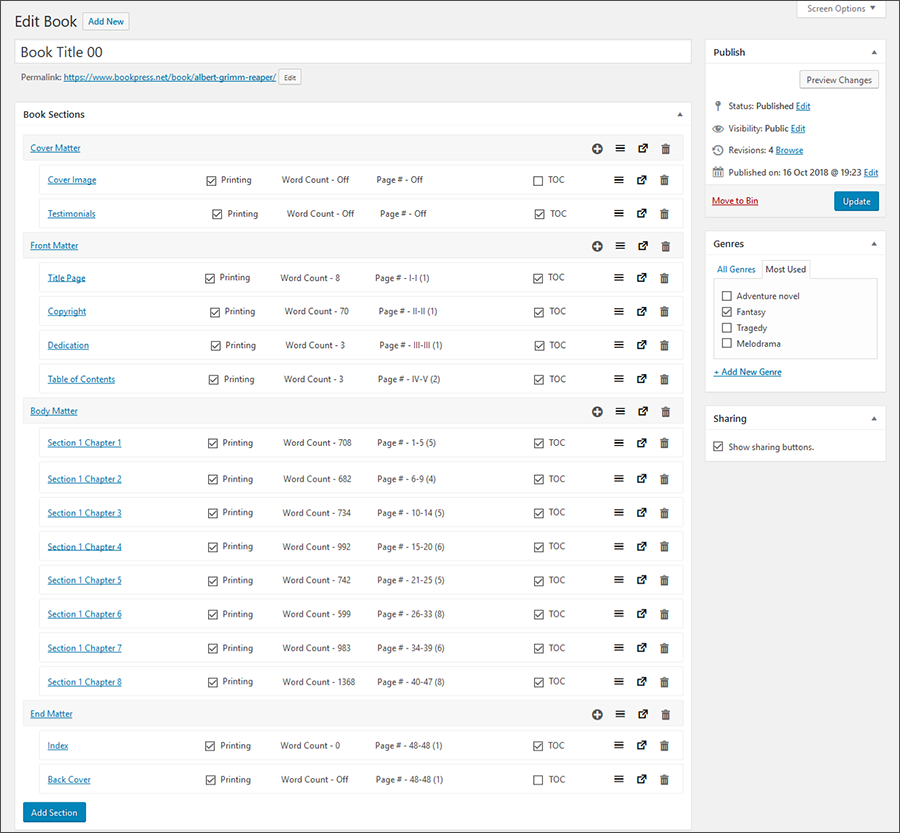 Screen Options
Edit Book Add New
Book Title 00
Permalink: https://www.bookpress.net/book/albert-grimm-reaper/ Edit
Book Sections
Cover Matter
Cover Image Printing Word Count - Off Page # - Off TOC
Testimonials Printing Word Count - Off Page # - Off TOC
Front Matter
Title Page Printing Word Count - 8 Page # - I-I (1) TOC
Copyright Printing Word Count - 70 Page # - II-II (1) TOC
Dedication Printing Word Count - 3 Page # - III-III (1) TOC
Table of Contents Printing Word Count - 3 Page # - IV-V (2) TOC
Body Matter
Section 1 Chapter 1 Printing Word Count - 708 Page # - 1-5 (5) TOC
Section 1 Chapter 2 Printing Word Count - 682 Page # - 6-9 (4) TOC
Section 1 Chapter 3 Printing Word Count - 734 Page # - 10-14 (5) TOC
Section 1 Chapter 4 Printing Word Count - 992 Page # - 15-20 (6) TOC
Section 1 Chapter 5 Printing Word Count - 742 Page # - 21-25 (5) TOC
Section 1 Chapter 6 Printing Word Count - 599 Page # - 26-33 (8) TOC
Section 1 Chapter 7 Printing Word Count - 983 Page # - 34-39 (6) TOC
Section 1 Chapter 8 Printing Word Count - 1368 Page # - 40-47 (8) TOC
End Matter
Index Printing Word Count - 0 Page # - 48-48 (1) TOC
Back Cover Printing Word Count - Off Page # - 48-48 (1) TOC
Add Section
Publish
Preview Changes
Status: Published Edit
Visibility: Public Edit
Revisions: 4 Browse
Published on: 16 Oct 2018 @ 19:23 Edit
Move to Bin Update
Genres
All Genres Most Used
Adventure novel
Fantasy
Tragedy
Melodrama
+ Add New Genre
Sharing
Show sharing buttons.